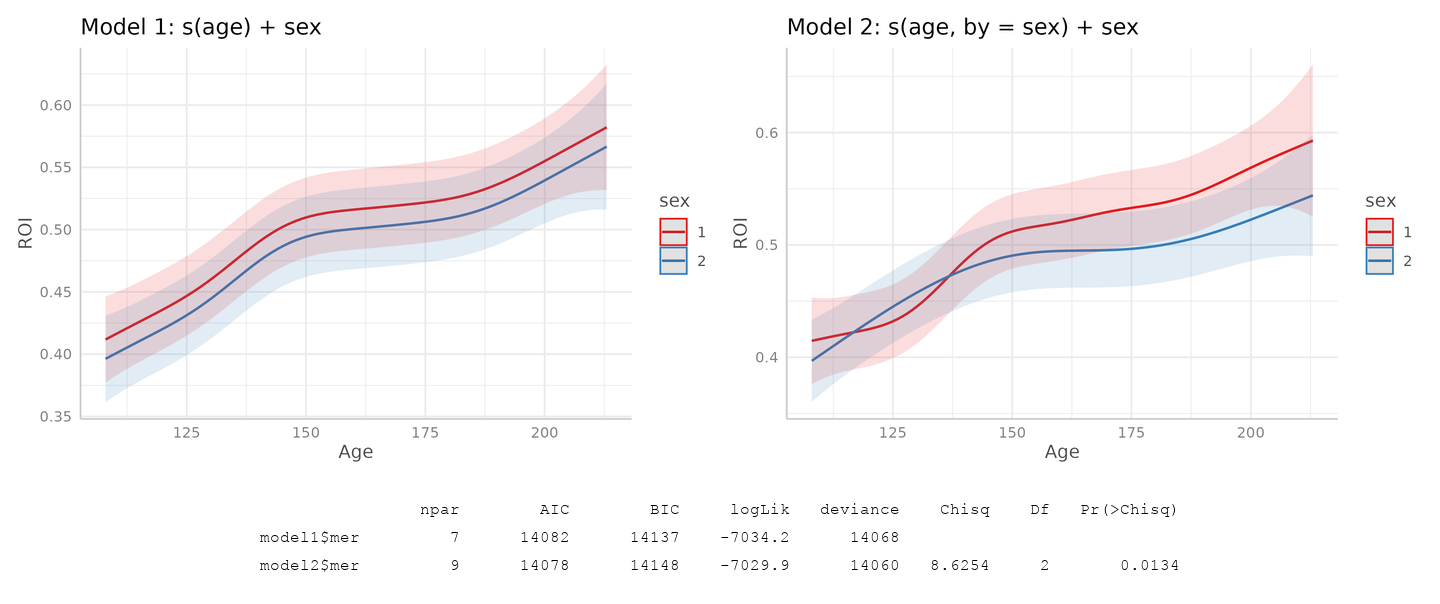 Model 1: s(age) + sex
0.60
0.55
0.50
0.45
0.40
0.35
ROI
125 150 175 200
Age
sex
1
2
Model 2: s(age, by = sex) + sex
0.6
0.5
0.4
ROI
125 150 175 200
Age
sex
1
2
npar AIC BIC logLik deviance Chisq Df Pr(>Chisq)
model1$mer 7 14082 14137 -7034.2 14068
model2$mer 9 14078 14148 -7029.9 14060 8.6254 2 0.0134